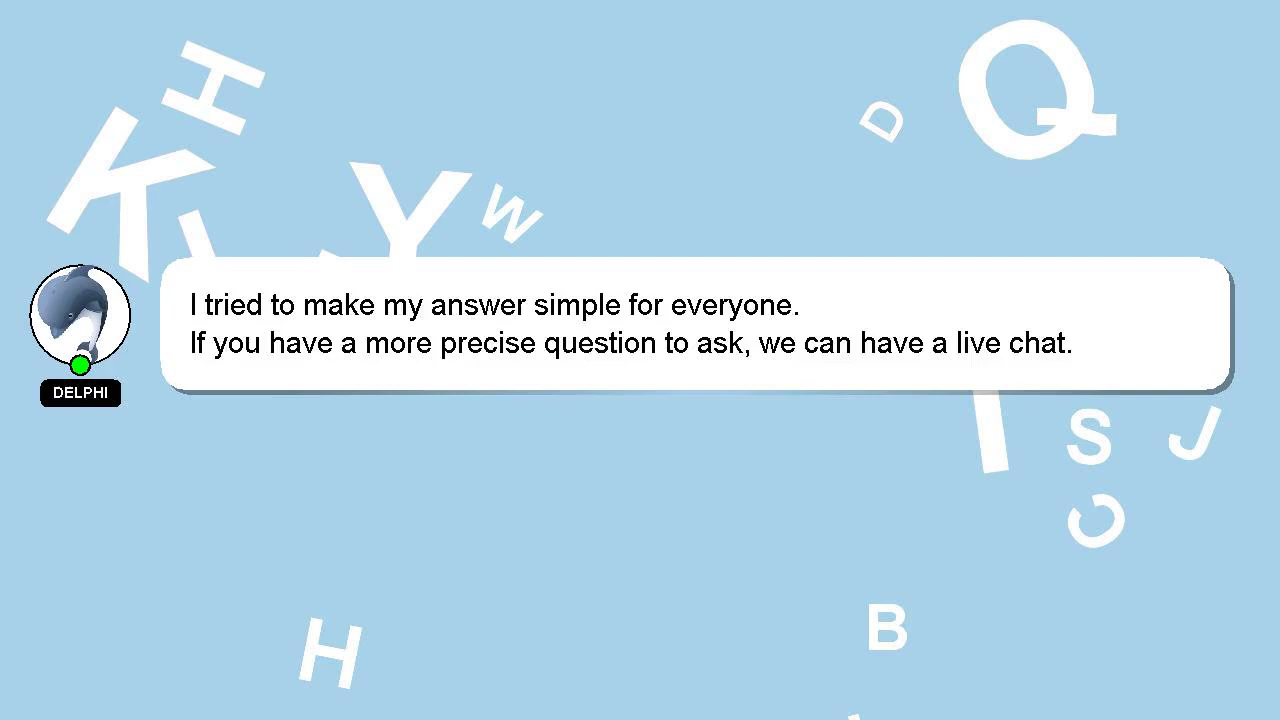 H
K
Y
W
D
Q
I tried to make my answer simple for everyone.
If you have a more precise question to ask, we can have a live chat.
DELPHI
S
J
C
H
B